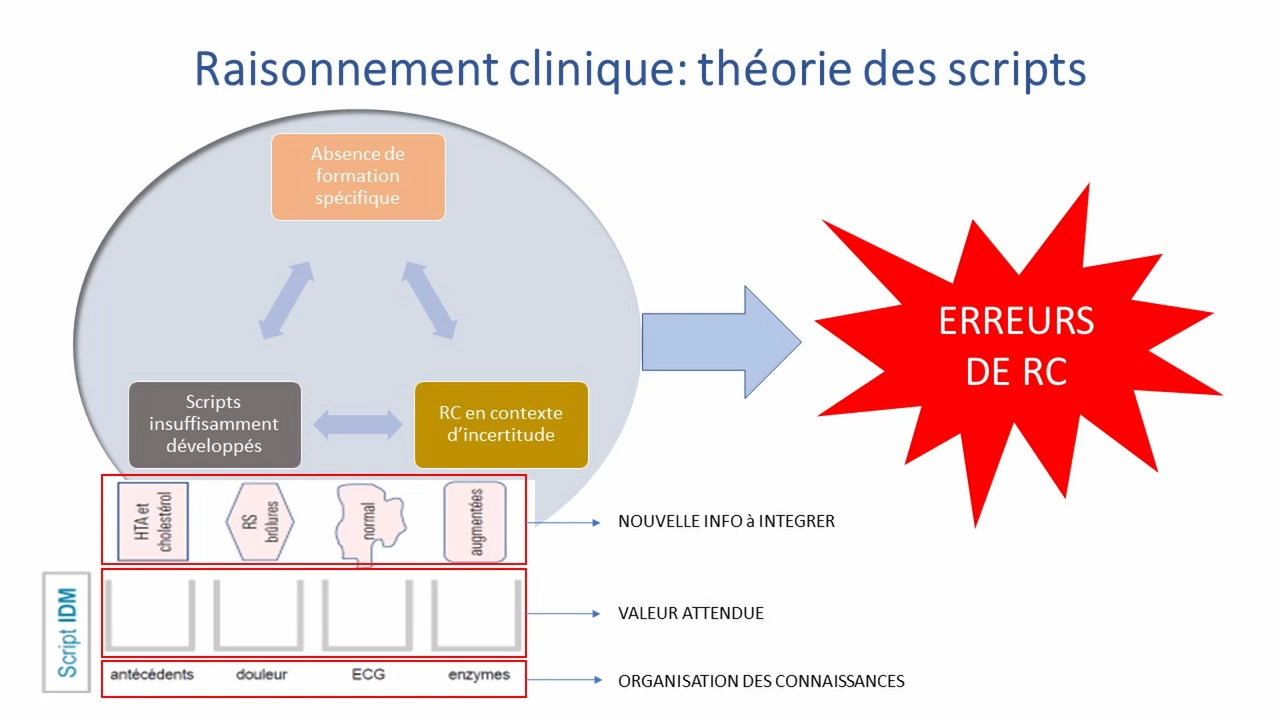 Raisonnement clinique: théorie des scripts
Absence de
formation
spécifique
Scripts
insuffisamment
développés
RC en contexte
d’incertitude
ERREURS
DE RC
HTA et
cholestérol
RS
brûlures
normal
augmentées
NOUVELLE INFO à INTEGRER
Script IDM
VALEUR ATTENDUE
antécédents
douleur
ECG
enzymes
ORGANISATION DES CONNAISSANCES